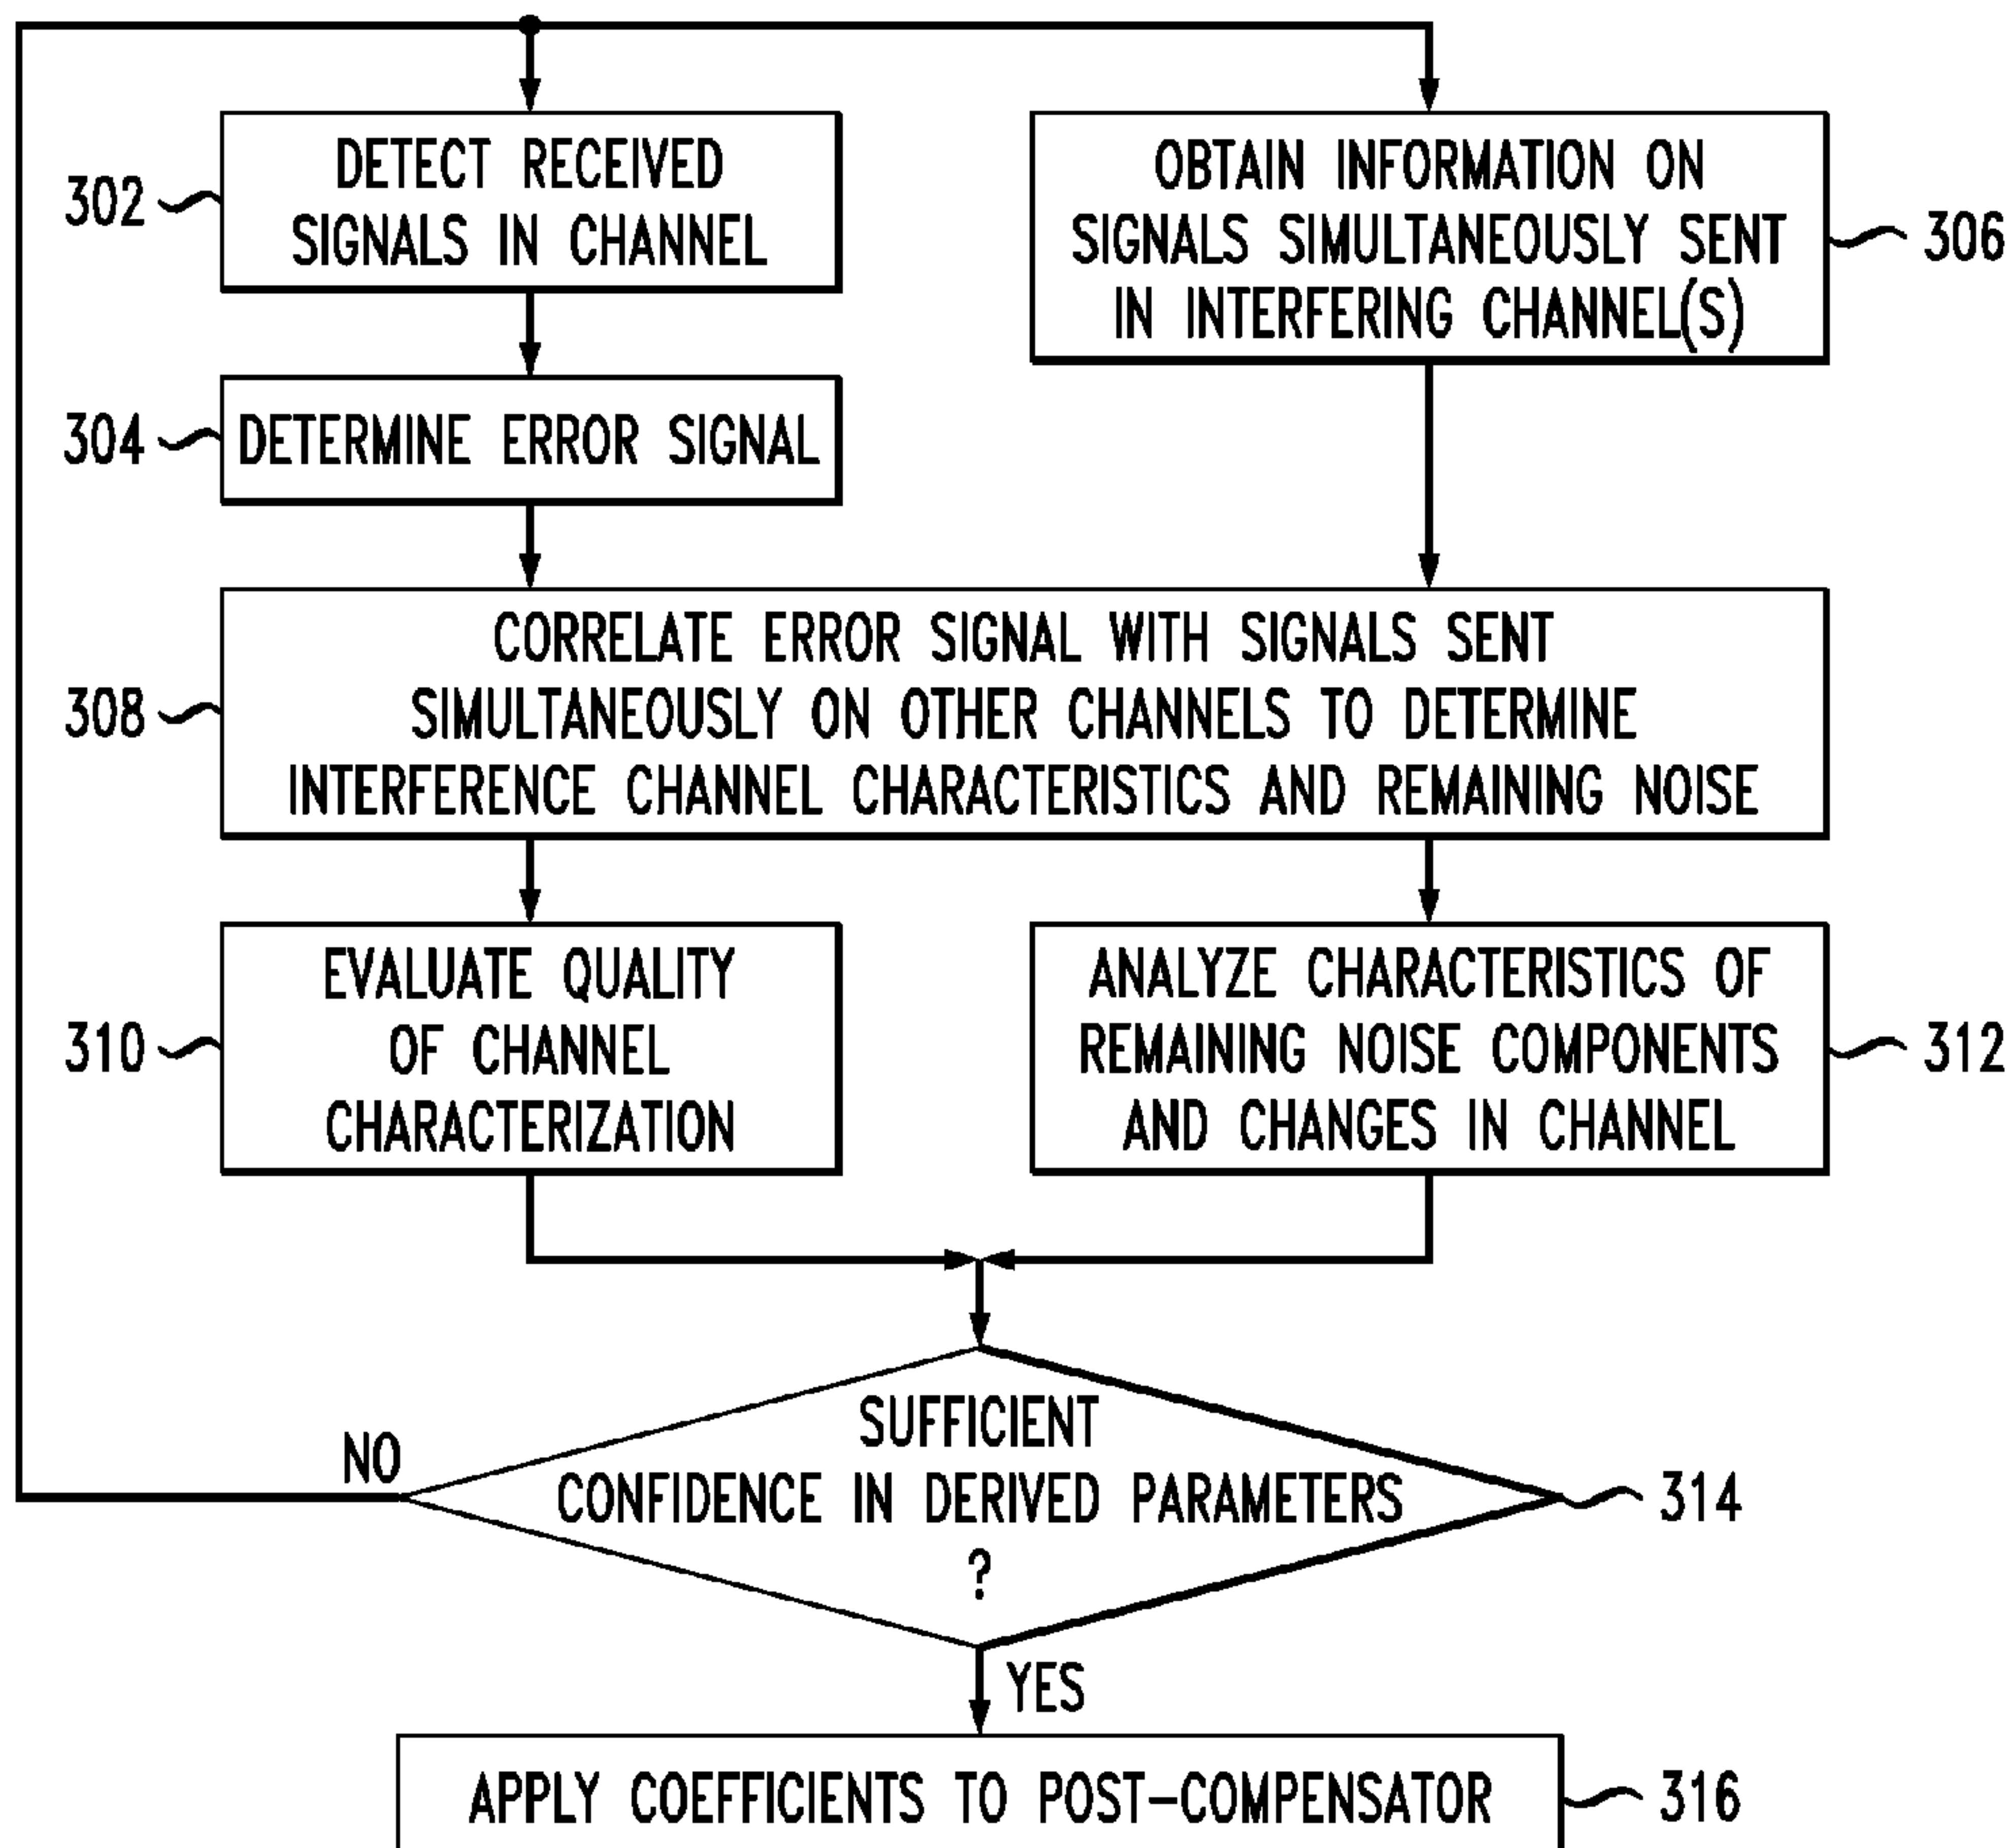 302
DETECT RECEIVED
SIGNALS IN CHANNEL
OBTAIN INFORMATION ON
SIGNALS SIMULTANEOUSLY SENT
IN INTERFERING CHANNEL(S)
306
304
DETERMINE ERROR SIGNAL
308
CORRELATE ERROR SIGNAL WITH SIGNALS SENT
SIMULTANEOUSLY ON OTHER CHANNELS TO DETERMINE
INTERFERENCE CHANNEL CHARACTERISTICS AND REMAINING NOISE
310
EVALUATE QUALITY
OF CHANNEL
CHARACTERIZATION
ANALYZE CHARACTERISTICS OF
REMAINING NOISE COMPONENTS
AND CHANGES IN CHANNEL
312
NO
SUFFICIENT
CONFIDENCE IN DERIVED PARAMETERS
?
314
YES
APPLY COEFFICIENTS TO POST-COMPENSATOR
316